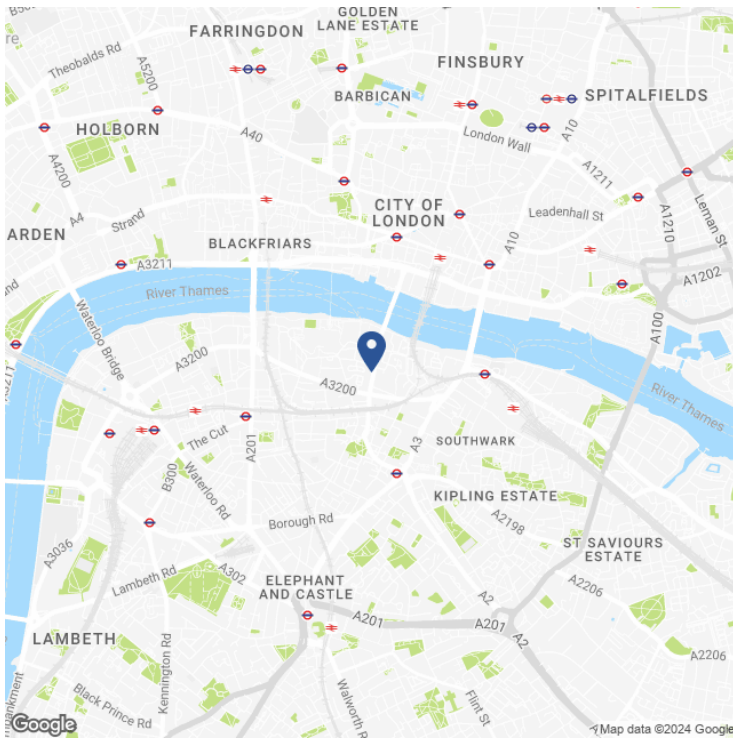 GOLDEN
LANE ESTATE
FARRINGDON
Theobalds Rd
A5200
FINSBURY
BARBICAN
SPITALFIELDS
HOLBORN
A40
London Wall
A10
A4200
A1211
Leman St
CITY OF
LONDON
Leadenhall St
A1210
A4
Strand
ARDEN
BLACKFRIARS
A10
A3211
A1202
River Thames
Waterloo Bridge
A3200
A100
A3211
A3200
River Thames
The Cut
A201
A3
SOUTHWARK
B300
Waterloo Rd
KIPLING ESTATE
Borough Rd
A2198
A3036
ST SAVIOURS
ESTATE
Lambeth Rd
A302
ELEPHANT
AND CASTLE
A2206
A2
A201
A201
A2
LAMBETH
Kennington Rd
A2206
Black Prince Rd
Walworth R
Flint St
Google
Map data ©2024 Google